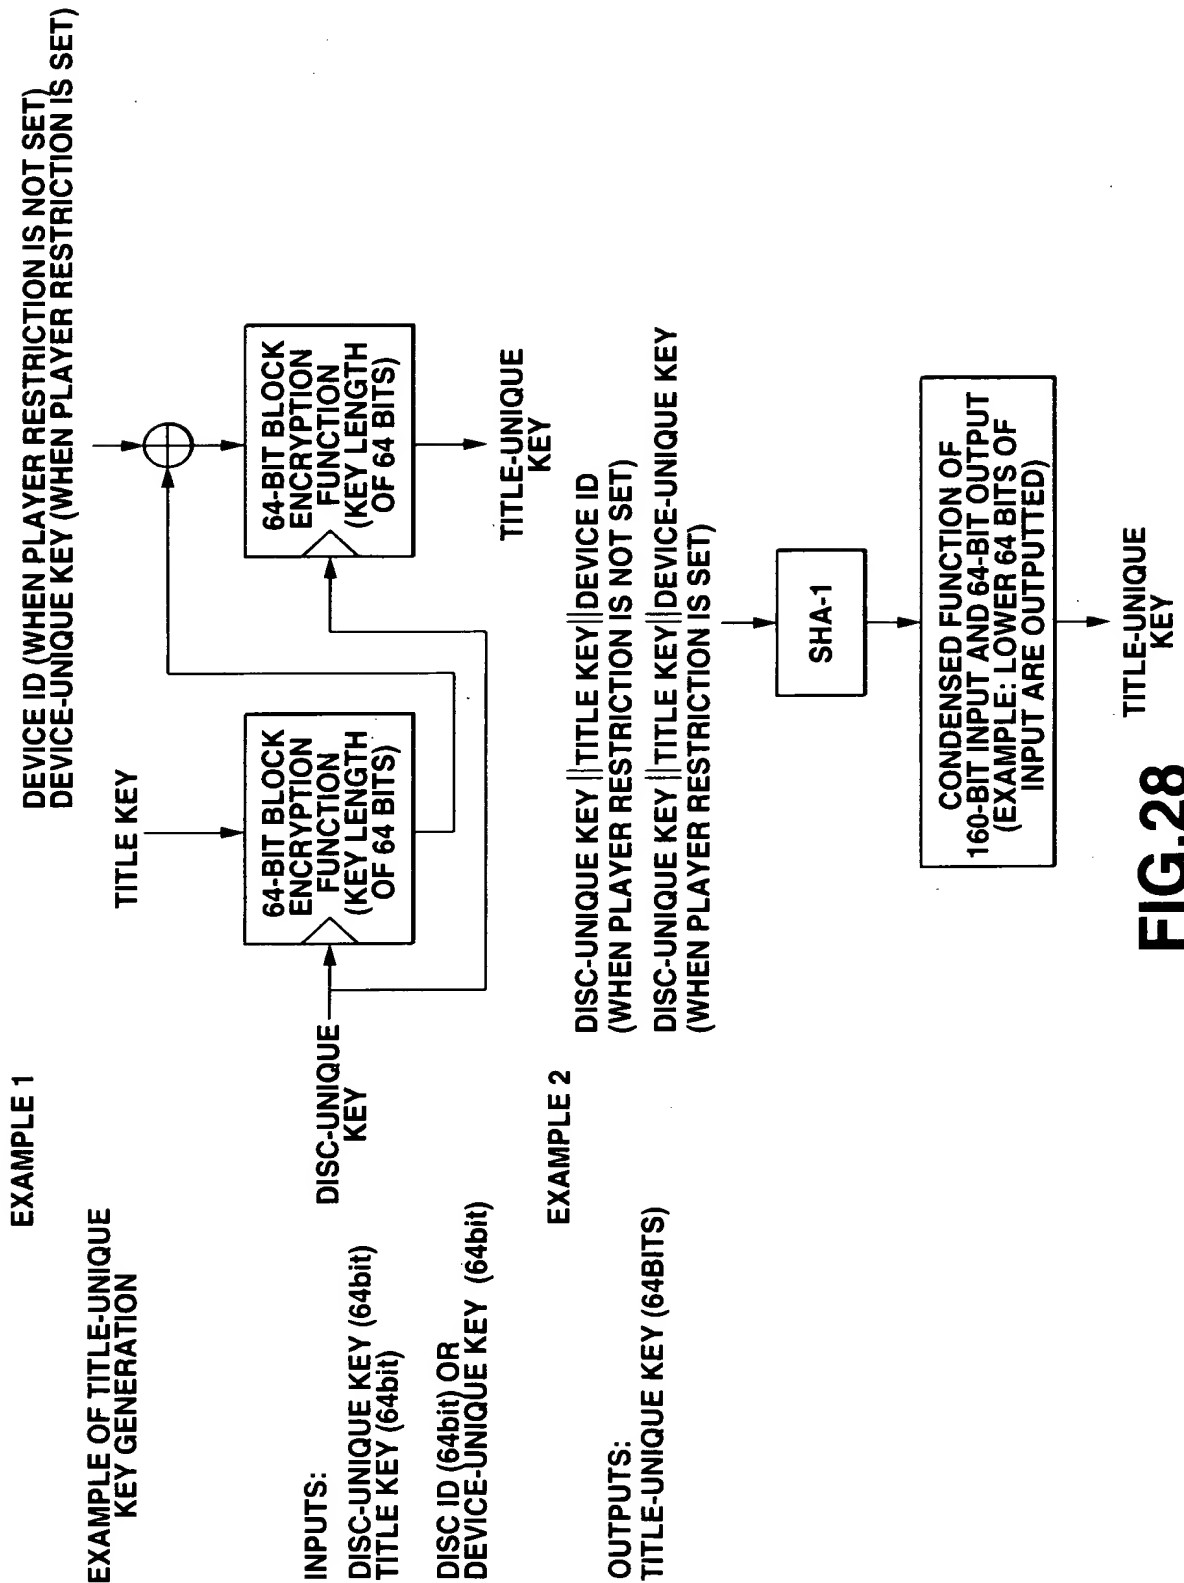 EXAMPLE OF TITLE-UNIQUE
KEY GENERATION
INPUTS:
DISC-UNIQUE KEY (64bit)
TITLE KEY (64bit)
DISC ID (64bit) OR
DEVICE-UNIQUE KEY (64bit)
OUTPUTS:
TITLE-UNIQUE KEY (64BITS)
EXAMPLE 1
DEVICE ID (WHEN PLAYER RESTRICTION IS NOT SET)
DEVICE-UNIQUE KEY (WHEN PLAYER RESTRICTION IS SET)
TITLE KEY
DISC-UNIQUE
KEY
64-BIT BLOCK
ENCRYPTION
FUNCTION
(KEY LENGTH
OF 64 BITS)
64-BIT BLOCK
ENCRYPTION
FUNCTION
(KEY LENGTH
OF 64 BITS)
TITLE-UNIQUE
KEY
EXAMPLE 2
DISC-UNIQUE KEY ||TITLE KEY||DEVICE ID
(WHEN PLAYER RESTRICTION IS NOT SET)
DISC-UNIQUE KEY ||TITLE KEY||DEVICE-UNIQUE KEY
(WHEN PLAYER RESTRICTION IS SET)
SHA-1
CONDENSED FUNCTION OF
160-BIT INPUT AND 64-BIT OUTPUT
(EXAMPLE: LOWER 64 BITS OF
INPUT ARE OUTPUTTED)
TITLE-UNIQUE
KEY
FIG.28